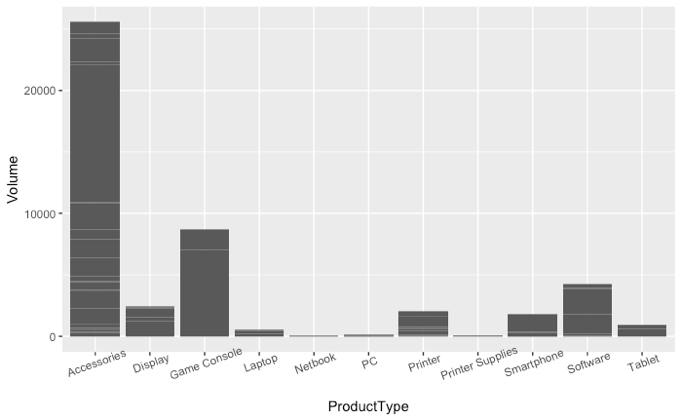 Volume
20000
10000
0
Accessories
Display
Game Console
Laptop
Netbook
PC
Printer
Printer Supplies
Smartphone
Software
Tablet
ProductType